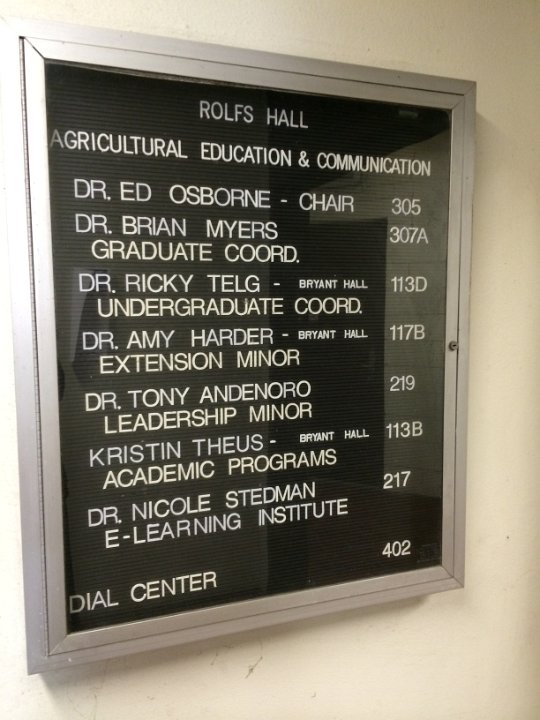 ROLFS HALL
AGRICULTURAL EDUCATION & COMMUNICATION
DR. ED OSBORNE - CHAIR 305
DR. BRIAN MYERS 307A
GRADUATE COORD.
DR. RICKY TELG - BRYANT HALL 113D
UNDERGRADUATE COORD.
DR. AMY HARDER - BRYANT HALL 117B
EXTENSION MINOR
DR. TONY ANDENORO 219
LEADERSHIP MINOR
KRISTIN THEUS - BRYANT HALL 113B
ACADEMIC PROGRAMS
DR. NICOLE STEDMAN 217
E-LEARNING INSTITUTE
DIAL CENTER 402